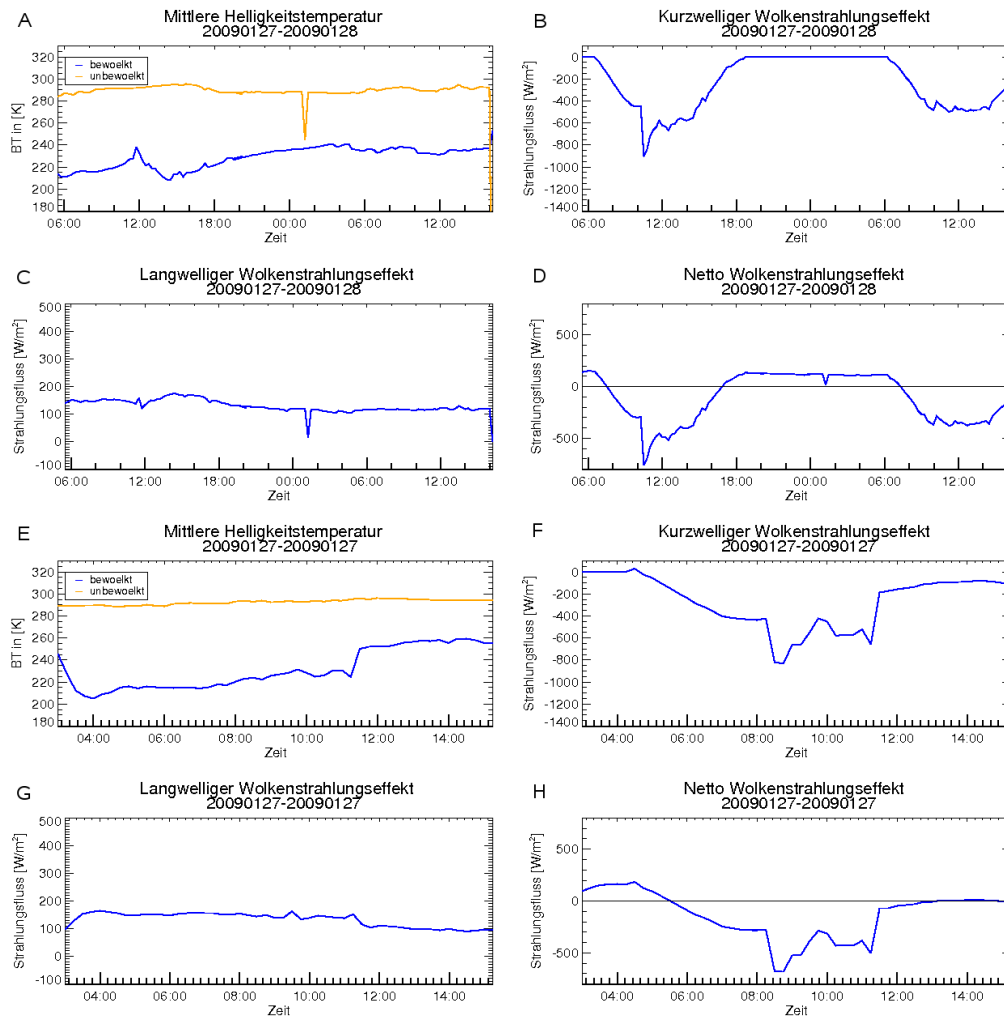 A
Mittlere Helligkeitstemperatur
20090127-20090128
bewoelkt
unbewoelkt
BT in [K]
320
300
280
260
240
220
200
180
06:00 12:00 18:00 00:00 06:00 12:00
Zeit
B
Kurzwelliger Wolkenstrahlungseffekt
20090127-20090128
Strahlungsfluss [W/m²]
0
-200
-400
-600
-800
-1000
-1200
-1400
06:00 12:00 18:00 00:00 06:00 12:00
Zeit
C
Langwelliger Wolkenstrahlungseffekt
20090127-20090128
Strahlungsfluss [W/m²]
500
400
300
200
100
0
-100
06:00 12:00 18:00 00:00 06:00 12:00
Zeit
D
Netto Wolkenstrahlungseffekt
20090127-20090128
Strahlungsfluss [W/m²]
500
0
-500
06:00 12:00 18:00 00:00 06:00 12:00
Zeit
E
Mittlere Helligkeitstemperatur
20090127-20090127
bewoelkt
unbewoelkt
BT in [K]
320
300
280
260
240
220
200
180
04:00 06:00 08:00 10:00 12:00 14:00
Zeit
F
Kurzwelliger Wolkenstrahlungseffekt
20090127-20090127
Strahlungsfluss [W/m²]
0
-200
-400
-600
-800
-1000
-1200
-1400
04:00 06:00 08:00 10:00 12:00 14:00
Zeit
G
Langwelliger Wolkenstrahlungseffekt
20090127-20090127
Strahlungsfluss [W/m²]
500
400
300
200
100
0
-100
04:00 06:00 08:00 10:00 12:00 14:00
Zeit
H
Netto Wolkenstrahlungseffekt
20090127-20090127
Strahlungsfluss [W/m²]
500
0
-500
04:00 06:00 08:00 10:00 12:00 14:00
Zeit